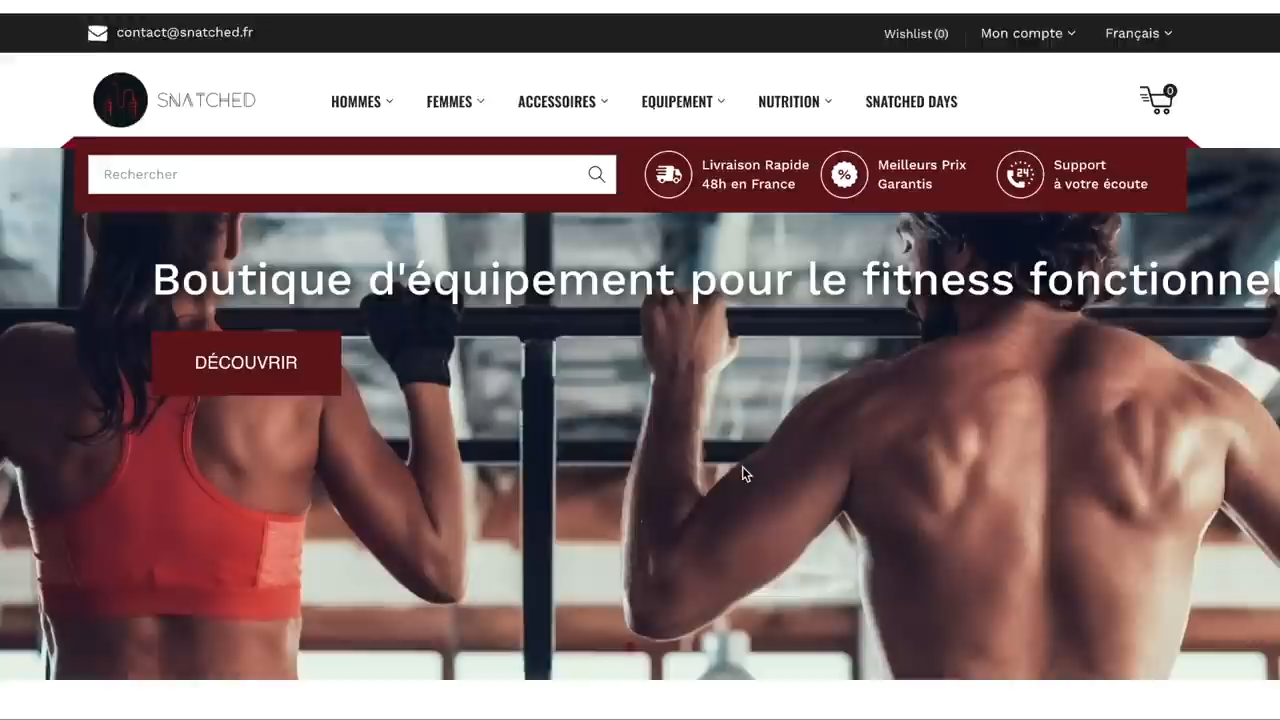 contact@snatched.fr
Wishlist (0)
Mon compte
Français
SNATCHED
HOMMES
FEMMES
ACCESSOIRES
EQUIPEMENT
NUTRITION
SNATCHED DAYS
0
Rechercher
Livraison Rapide
48h en France
%
Meilleurs Prix
Garantis
24
Support
à votre écoute
Boutique d'équipement pour le fitness fonctionnel
DÉCOUVRIR